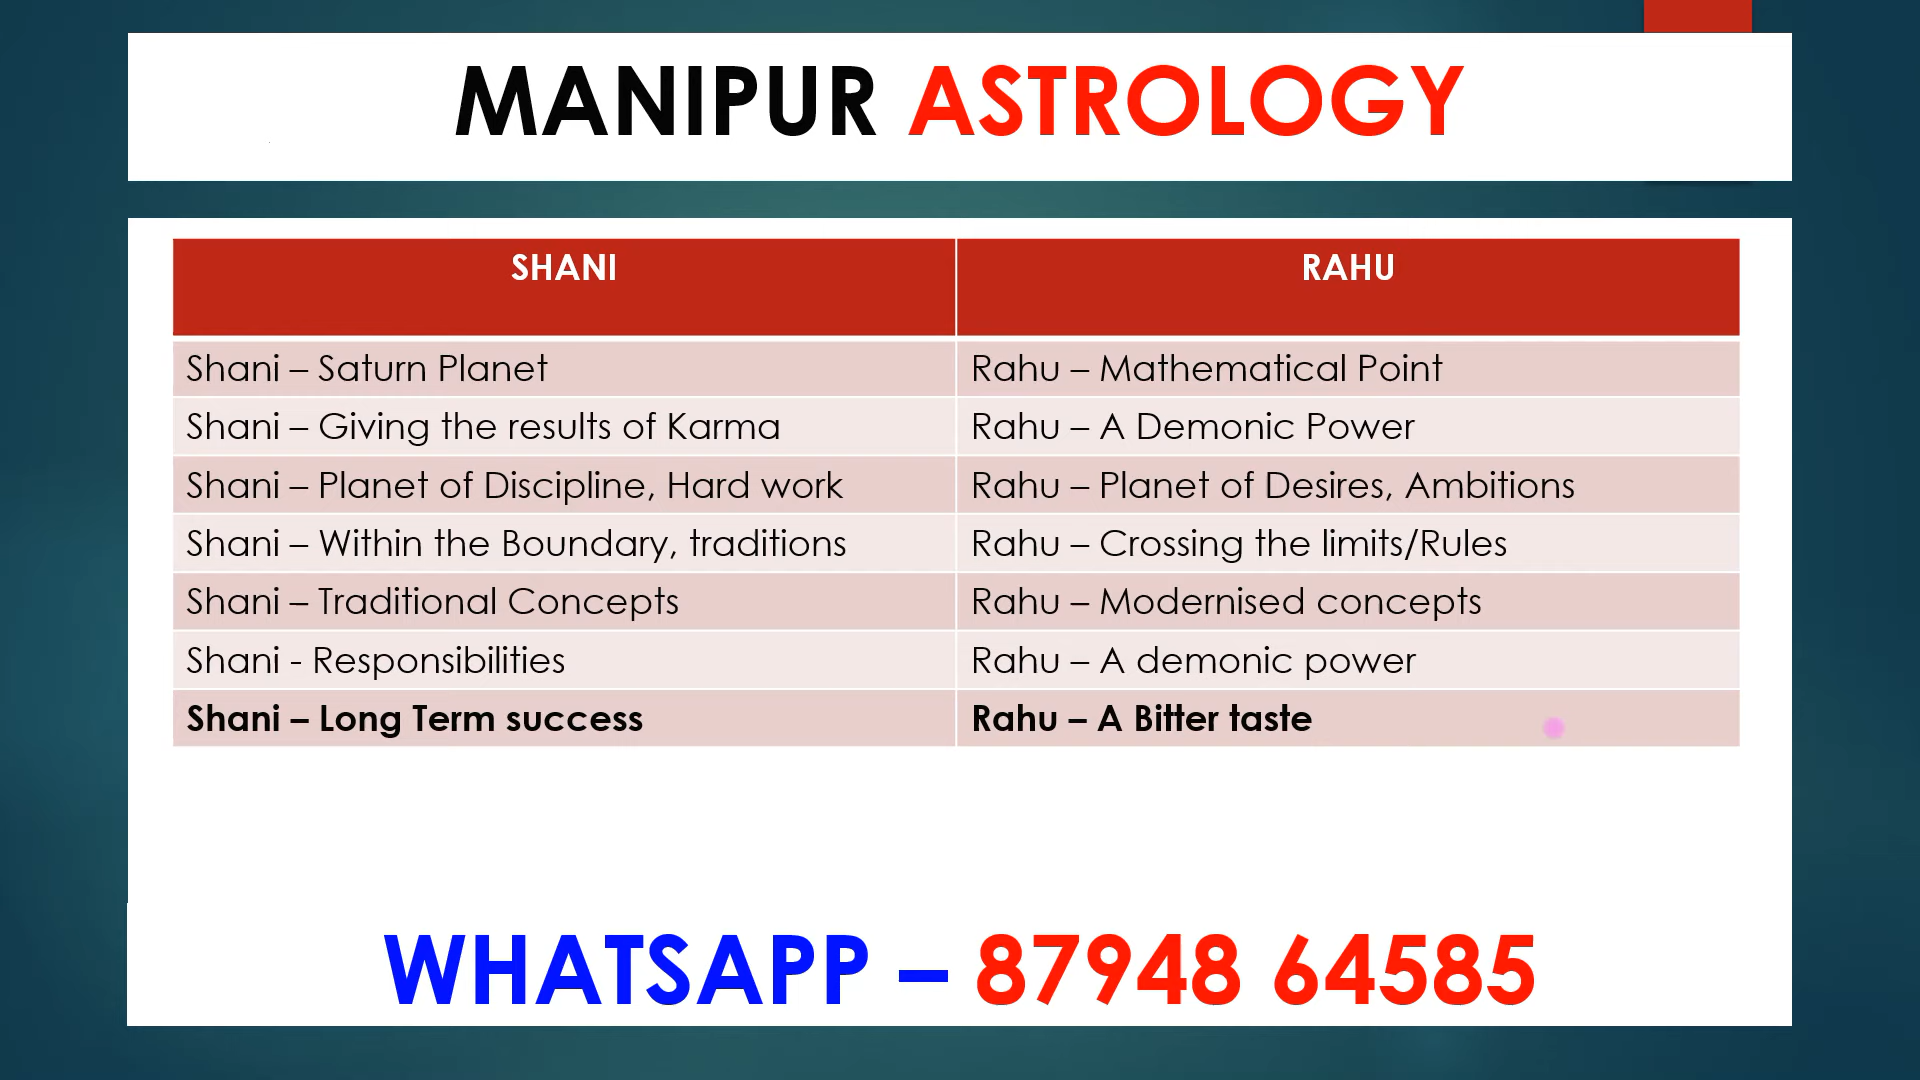 MANIPUR ASTROLOGY
SHANI RAHU
Shani – Saturn Planet Rahu – Mathematical Point
Shani – Giving the results of Karma Rahu – A Demonic Power
Shani – Planet of Discipline, Hard work Rahu – Planet of Desires, Ambitions
Shani – Within the Boundary, traditions Rahu – Crossing the limits/Rules
Shani – Traditional Concepts Rahu – Modernised concepts
Shani - Responsibilities Rahu – A demonic power
Shani – Long Term success Rahu – A Bitter taste
WHATSAPP – 87948 64585